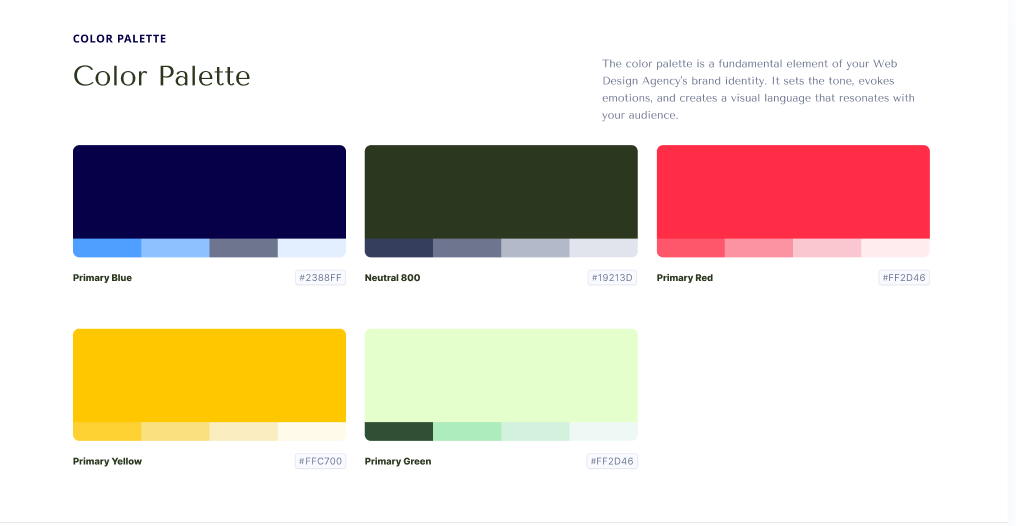 COLOR PALETTE
Color Palette
The color palette is a fundamental element of your Web
Design Agency's brand identity. It sets the tone, evokes
emotions, and creates a visual language that resonates with
your audience.
Primary Blue
#2388FF
Neutral 800
#19213D
Primary Red
#FF2D46
Primary Yellow
#FFC700
Primary Green
#FF2D46